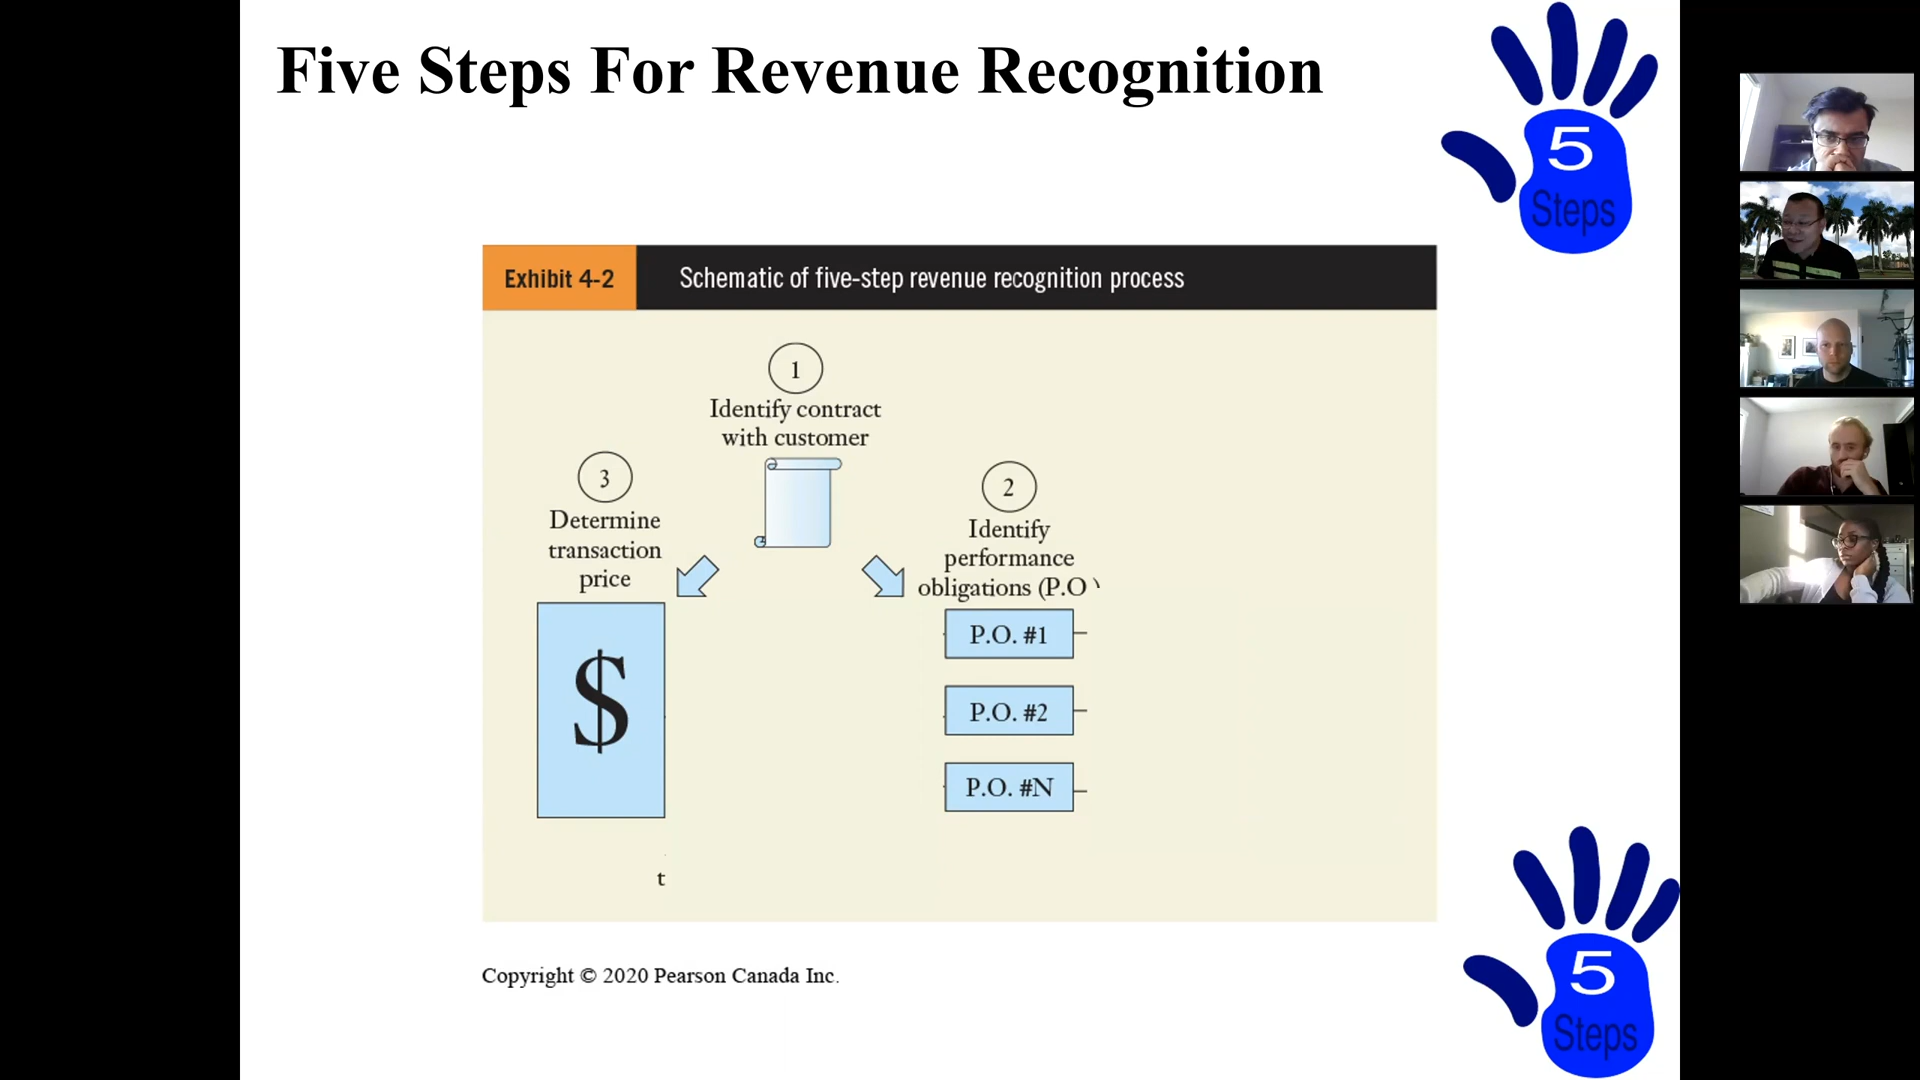 Five Steps For Revenue Recognition
5
Steps
Exhibit 4-2
Schematic of five-step revenue recognition process
1
Identify contract
with customer
3
Determine
transaction
price
$
2
Identify
performance
obligations (P.O
P.O. #1
P.O. #2
P.O. #N
t
Copyright © 2020 Pearson Canada Inc.
5
Steps